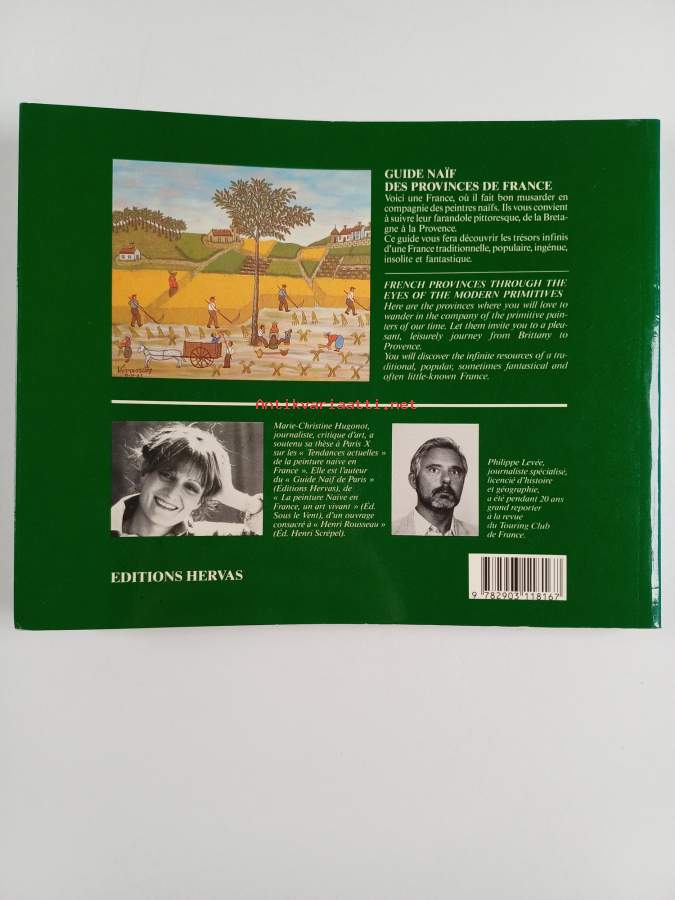 GUIDE NAÏF
DES PROVINCES DE FRANCE
Voici une France, où il fait bon musarder en
compagnie des peintres naïfs. Ils vous convient
à suivre leur farandole pittoresque, de la Breta-
gne à la Provence.
Ce guide vous fera découvrir les trésors infinis
d'une France traditionnelle, populaire, ingénue,
insolite et fantastique.
FRENCH PROVINCES THROUGH THE
EYES OF THE MODERN PRIMITIVES
Here are the provinces where you will love to
wander in the company of the primitive pain-
ters of our time. Let them invite you to a plea-
sant, leisurely journey from Brittany to
Provence.
You will discover the infinite resources of a tra-
ditional, popular, sometimes fantastical and
often little-known France.
Antikvariaatti.net
Marie-Christine Hugonot,
journaliste, critique d'art, a
soutenu sa thèse à Paris X
sur les « Tendances actuelles »
de la peinture naïve en
France ». Elle est l'auteur
du « Guide Naïf de Paris »
(Editions Hervas), de
« La peinture Naïve en
France, un art vivant » (Éd.
Sous le Vent), d'un ouvrage
consacré à « Henri Rousseau »
(Éd. Henri Scrépel).
Philippe Levée,
journaliste spécialisé,
licencié d'histoire
et géographie,
a été pendant 20 ans
grand reporter
à la revue
du Touring Club
de France.
EDITIONS HERVAS
9 782903 118167